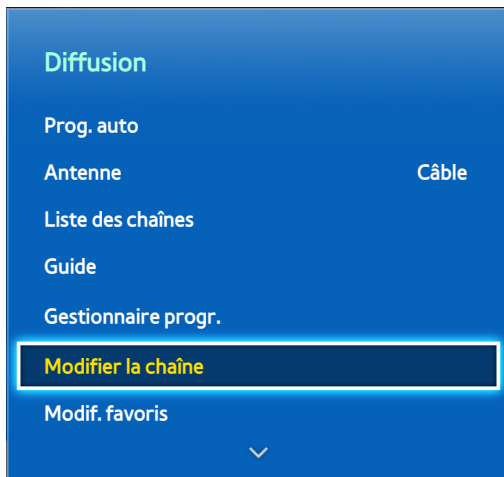 Diffusion
Prog. auto
Antenne Câble
Liste des chaînes
Guide
Gestionnaire progr.
Modifier la chaîne
Modif. favoris